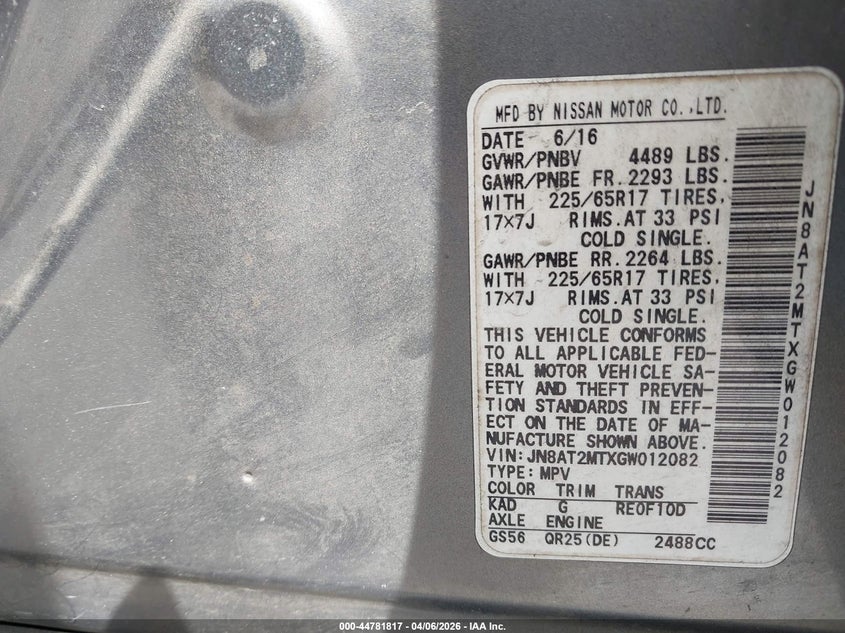 MFD BY NISSAN MOTOR CO.,LTD.
DATE 6/16
GVWR/PNBV 4489 LBS.
GAWR/PNBE FR. 2293 LBS.
WITH 225/65R17 TIRES,
17×7J RIMS.AT 33 PSI
COLD SINGLE.
GAWR/PNBE RR. 2264 LBS.
WITH 225/65R17 TIRES,
17×7J RIMS.AT 33 PSI
COLD SINGLE.
THIS VEHICLE CONFORMS
TO ALL APPLICABLE FED-
ERAL MOTOR VEHICLE SA-
FETY AND THEFT PREVEN-
TION STANDARDS IN EFF-
ECT ON THE DATE OF MA-
NUFACTURE SHOWN ABOVE.
VIN:JN8AT2MTXGW012082
TYPE:MPV
COLOR TRIM TRANS
KAD G RE0F10D
AXLE ENGINE
GS56 QR25(DE) 2488CC
JN8AT2MTXGW012082
000-44781817 - 04/06/2026 - IAA Inc.